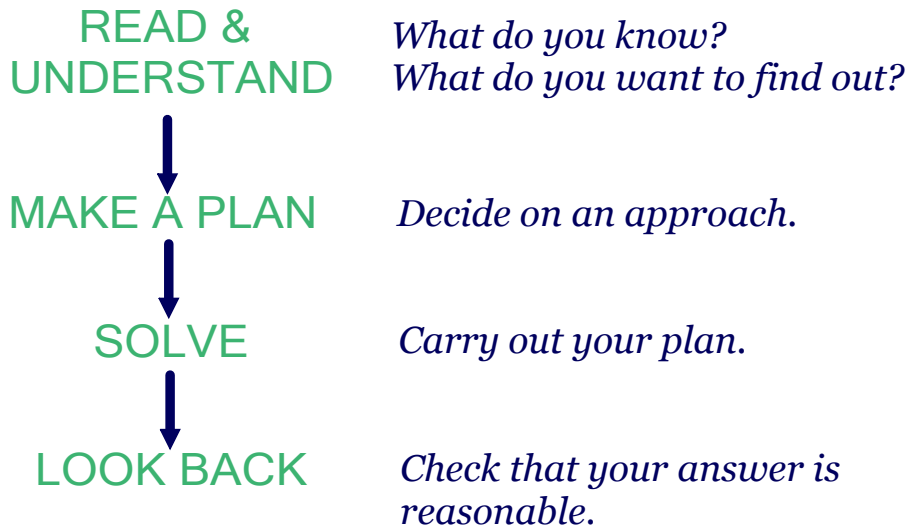 READ &
UNDERSTAND
What do you know?
What do you want to find out?
MAKE A PLAN
Decide on an approach.
SOLVE
Carry out your plan.
LOOK BACK
Check that your answer is
reasonable.